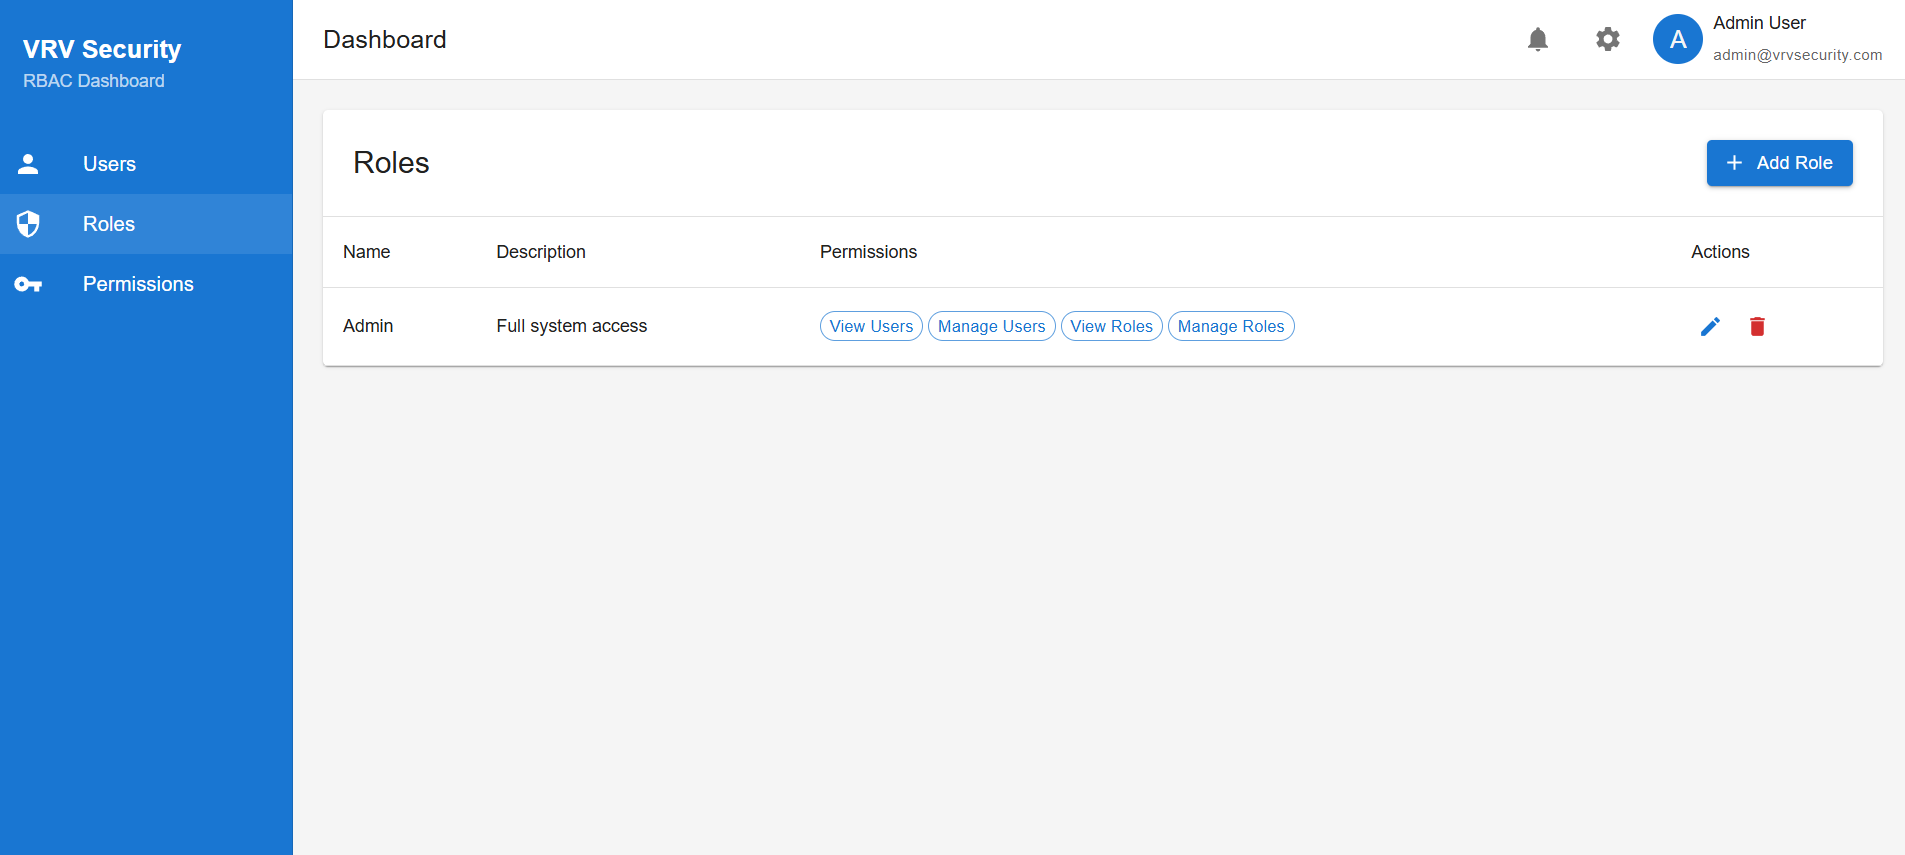 VRV Security
RBAC Dashboard
Users
Roles
Permissions
Dashboard
A
Admin User
admin@vrvsecurity.com
Roles
Add Role
Name Description Permissions Actions
Admin Full system access View Users Manage Users View Roles Manage Roles